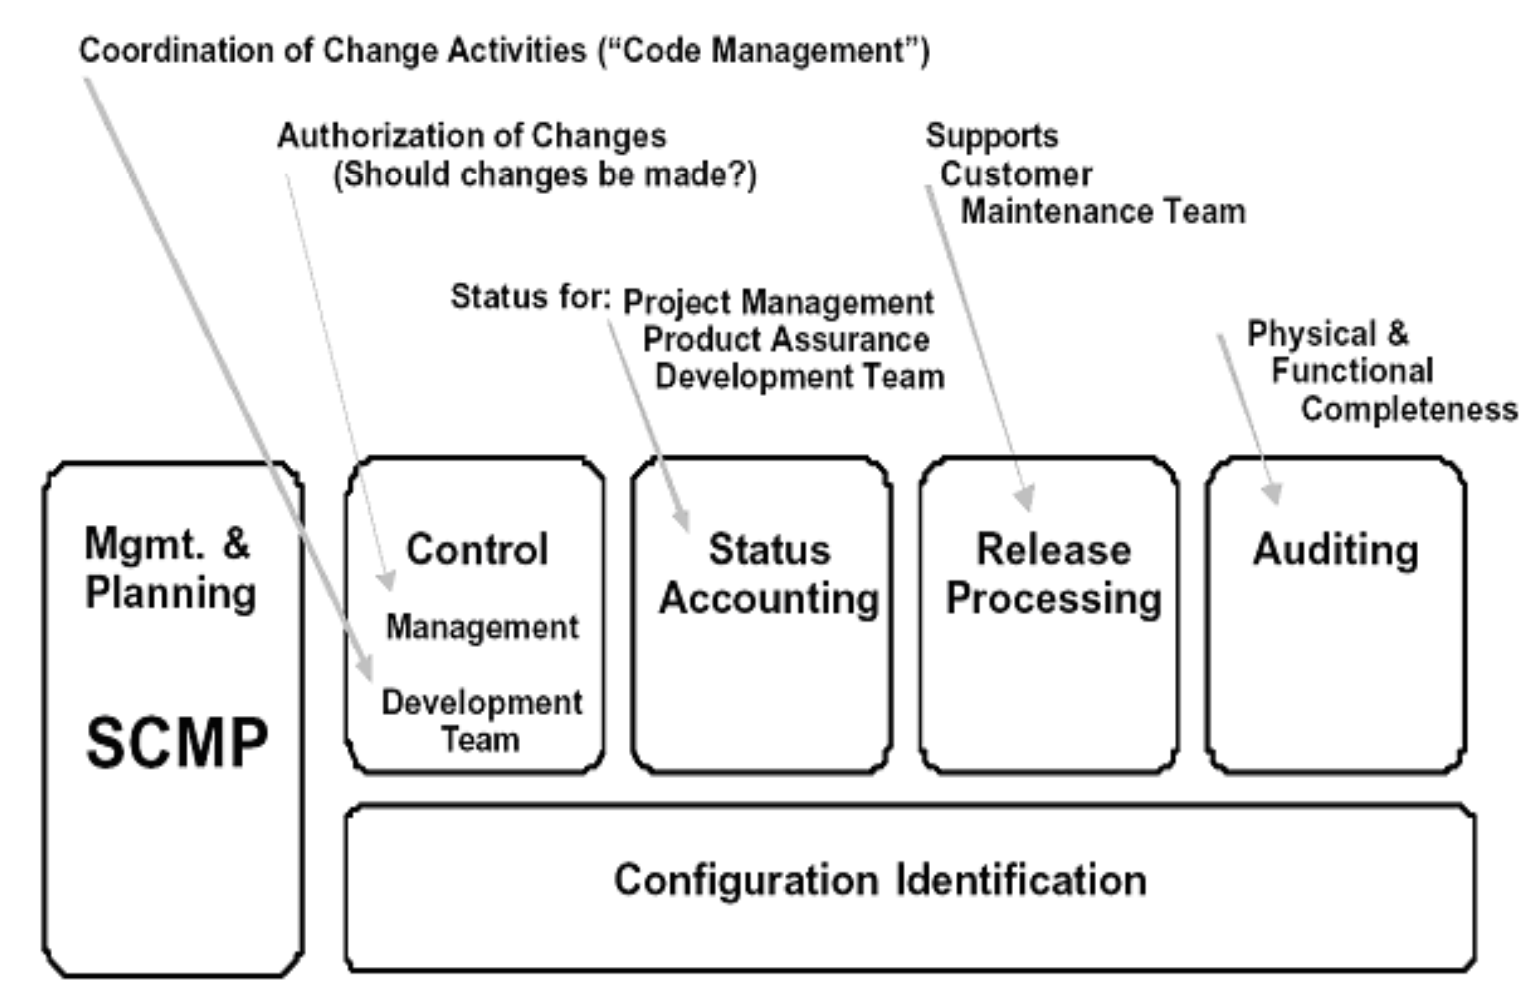 Coordination of Change Activities (“Code Management”)
Authorization of Changes
(Should changes be made?)
Supports
Customer
Maintenance Team
Status for: Project Management
Product Assurance
Development Team
Physical &
Functional
Completeness
Mgmt. &
Planning
SCMP
Control
Management
Development
Team
Status
Accounting
Release
Processing
Auditing
Configuration Identification